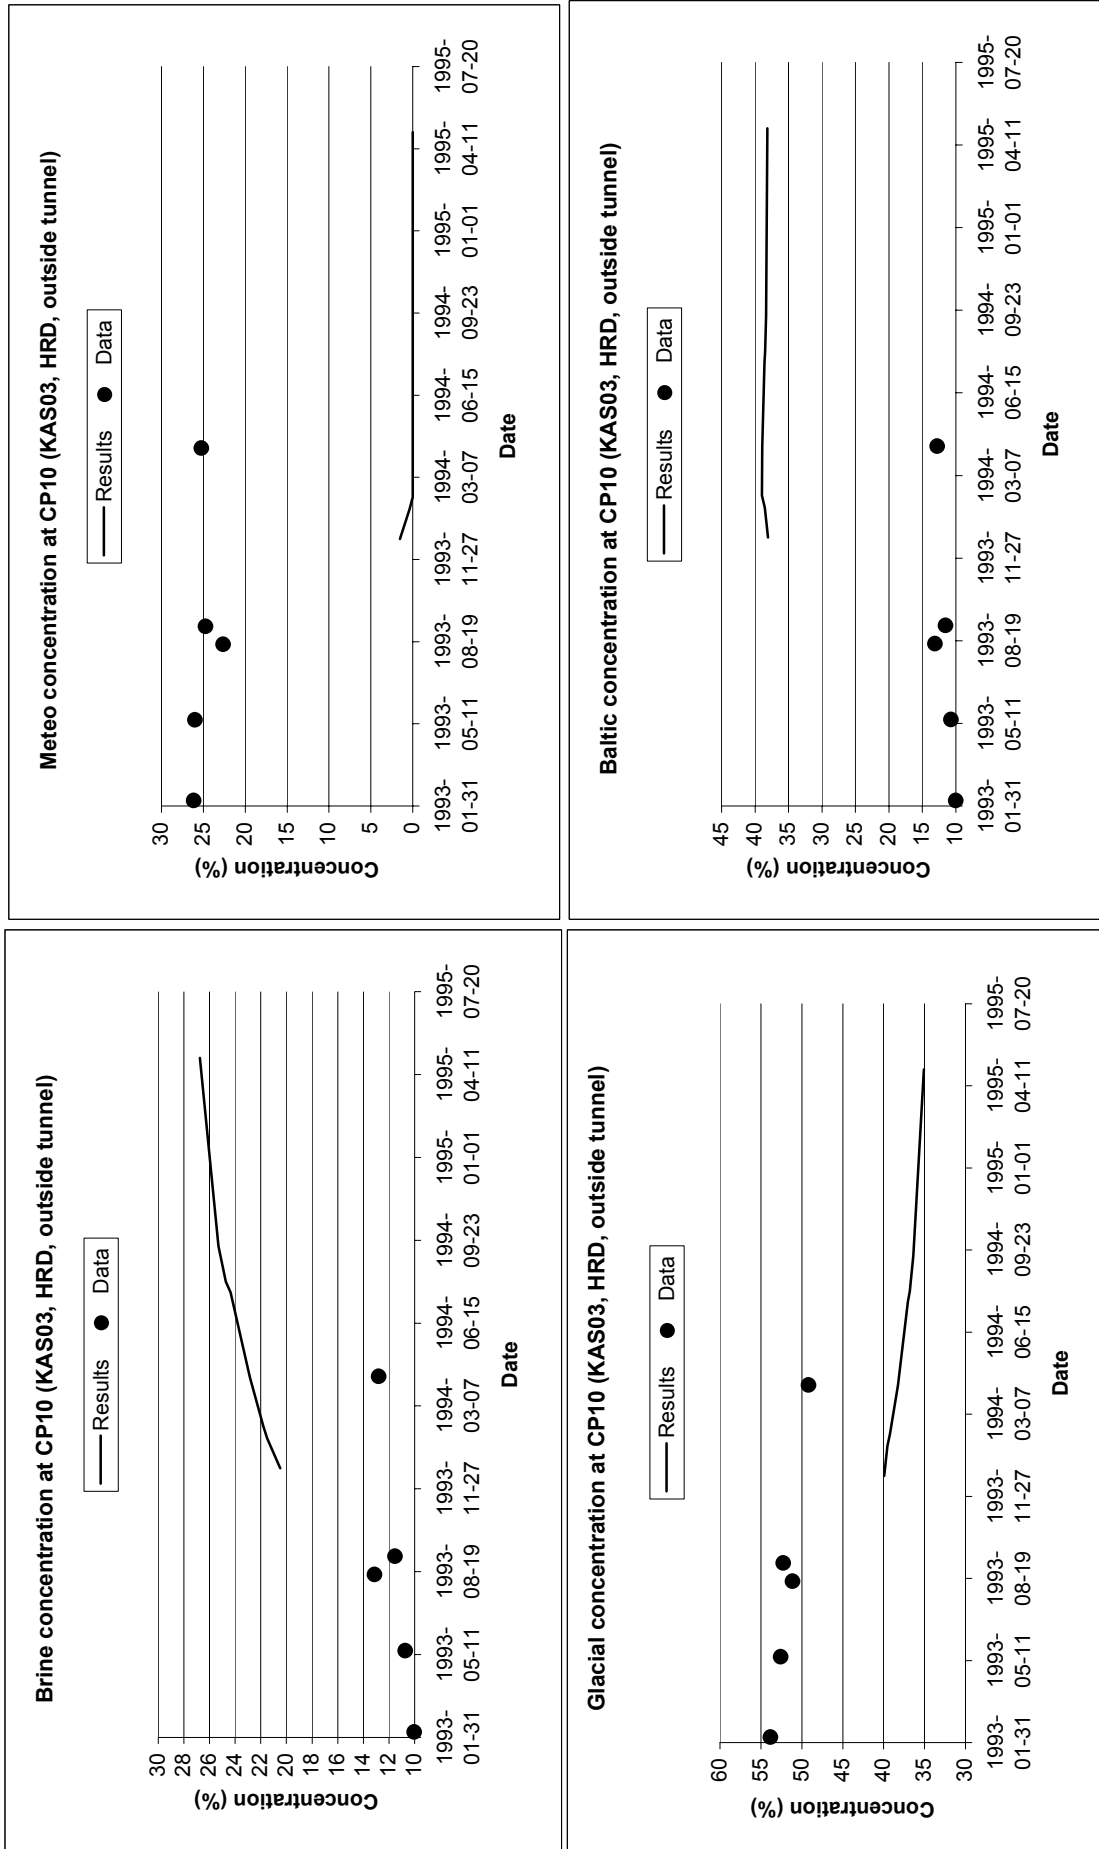 Brine concentration at CP10 (KAS03, HRD, outside tunnel)
Results Data
30
28
26
24
22
20
18
16
14
12
10
Concentration
(%)
1993- 1993- 1993- 1993- 1994- 1994- 1994- 1995- 1995- 1995-
01-31 05-11 08-19 11-27 03-07 06-15 09-23 01-01 04-11 07-20
Date
Meteo concentration at CP10 (KAS03, HRD, outside tunnel)
Results Data
30
25
20
15
10
5
0
Concentration
(%)
1993- 1993- 1993- 1993- 1994- 1994- 1994- 1995- 1995- 1995-
01-31 05-11 08-19 11-27 03-07 06-15 09-23 01-01 04-11 07-20
Date
Glacial concentration at CP10 (KAS03, HRD, outside tunnel)
Results Data
60
55
50
45
40
35
30
Concentration
(%)
1993- 1993- 1993- 1993- 1994- 1994- 1994- 1995- 1995- 1995-
01-31 05-11 08-19 11-27 03-07 06-15 09-23 01-01 04-11 07-20
Date
Baltic concentration at CP10 (KAS03, HRD, outside tunnel)
Results Data
45
40
35
30
25
20
15
10
Concentration
(%)
1993- 1993- 1993- 1993- 1994- 1994- 1994- 1995- 1995- 1995-
01-31 05-11 08-19 11-27 03-07 06-15 09-23 01-01 04-11 07-20
Date